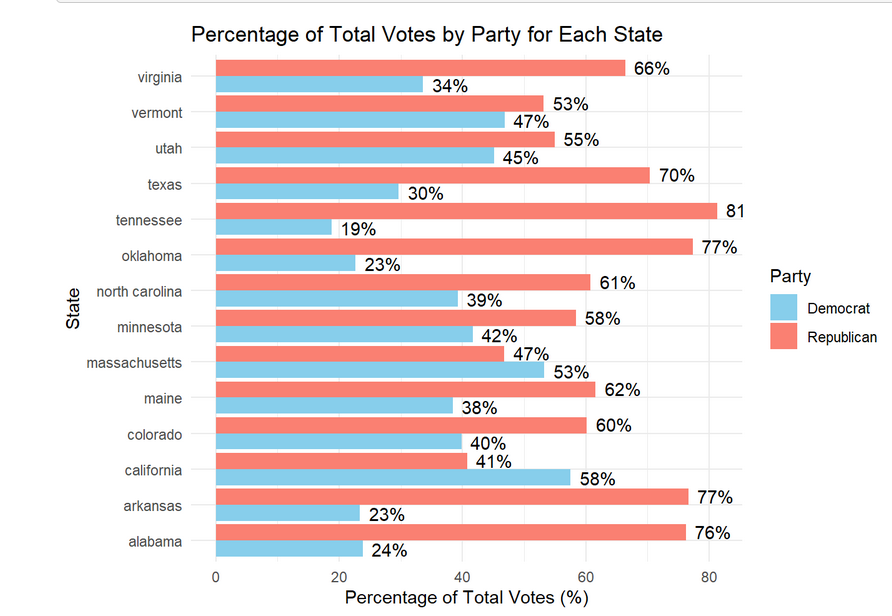 Percentage of Total Votes by Party for Each State
virginia
66%
34%
vermont
53%
47%
utah
55%
45%
texas
70%
30%
tennessee
81
19%
oklahoma
77%
23%
north carolina
61%
39%
minnesota
58%
42%
massachusetts
47%
53%
maine
62%
38%
colorado
60%
40%
california
41%
58%
arkansas
77%
23%
alabama
76%
24%
State
0 20 40 60 80
Percentage of Total Votes (%)
Party
Democrat
Republican